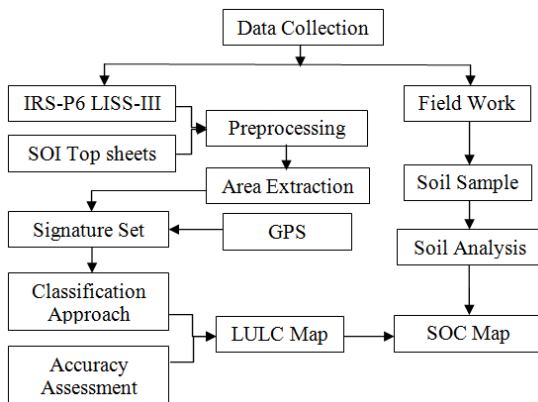 Data Collection
IRS-P6 LISS-III
Field Work
Preprocessing
SOI Top sheets
Area Extraction
Soil Sample
Signature Set
GPS
Soil Analysis
Classification
Approach
LULC Map
SOC Map
Accuracy
Assessment